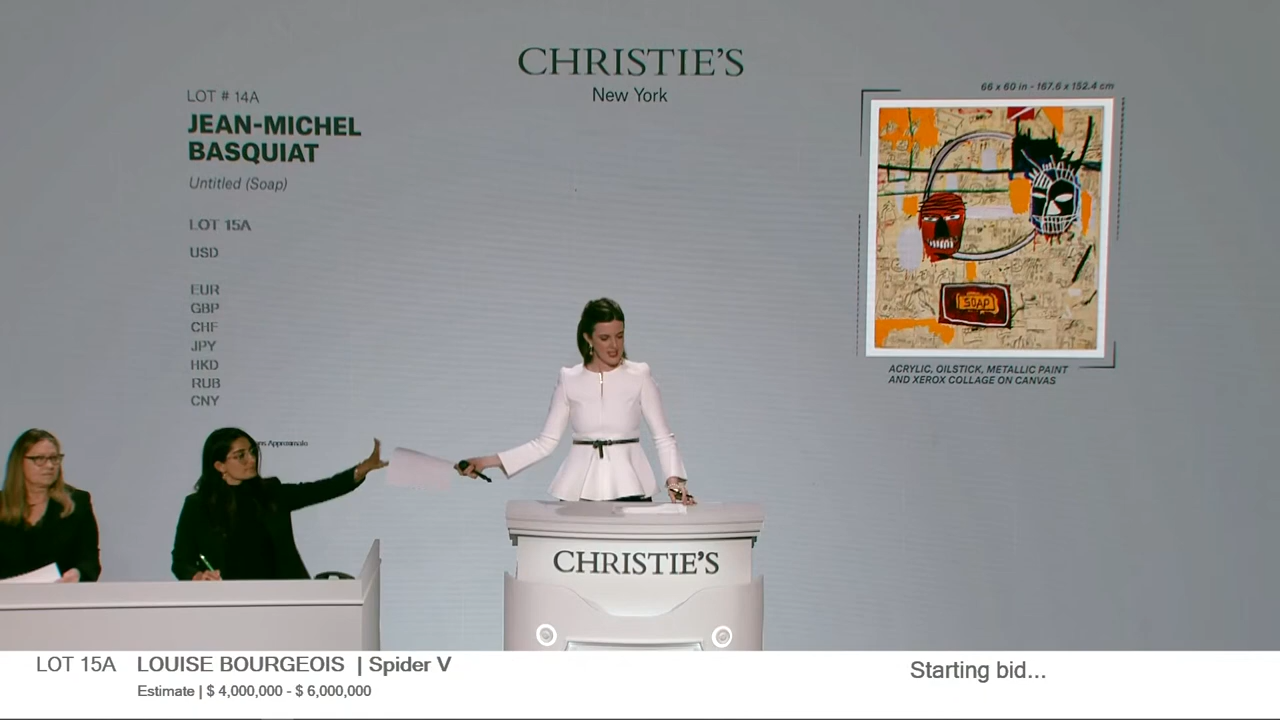 CHRISTIE'S
New York
LOT # 14A
JEAN-MICHEL
BASQUIAT
Untitled (Soap)
LOT 15A
USD
EUR
GBP
CHF
JPY
HKD
RUB
CNY
Approximate
66 x 60 in - 167.6 x 152.4 cm
SOAP
ACRYLIC, OILSTICK, METALLIC PAINT
AND XEROX COLLAGE ON CANVAS
CHRISTIE'S
LOT 15A LOUISE BOURGEOIS | Spider V
Estimate | $ 4,000,000 - $ 6,000,000
Starting bid...